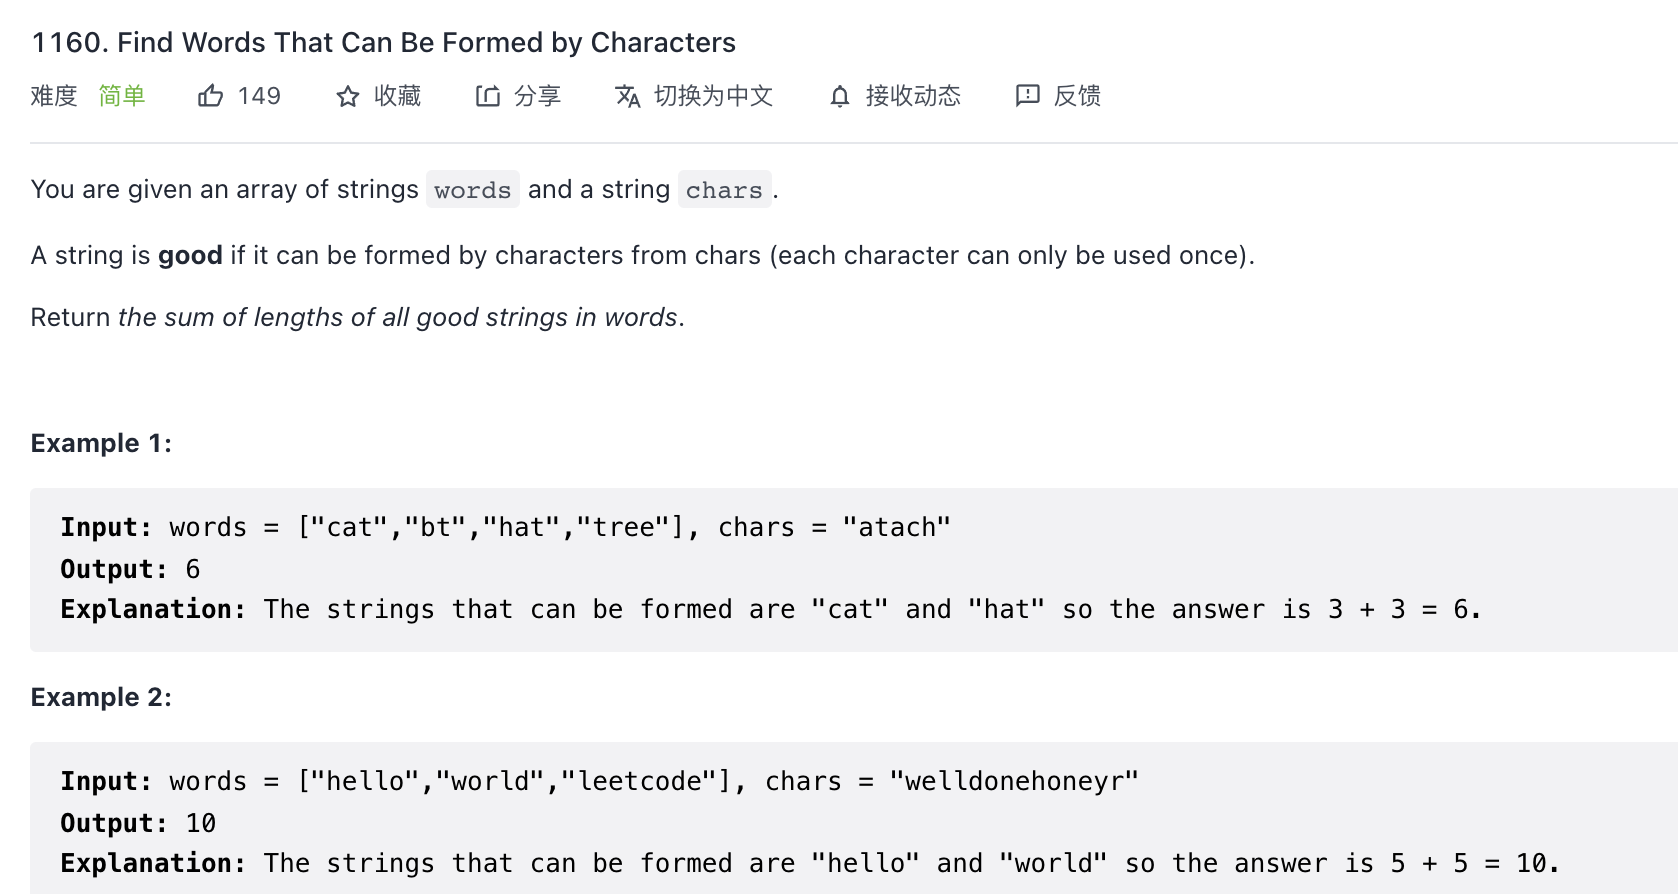 1160. Find Words That Can Be Formed by Characters
难度 简单 149 收藏 分享 切换为中文 接收动态 反馈
You are given an array of strings words and a string chars.
A string is good if it can be formed by characters from chars (each character can only be used once).
Return the sum of lengths of all good strings in words.
Example 1:
Input: words = ["cat","bt","hat","tree"], chars = "atach"
Output: 6
Explanation: The strings that can be formed are "cat" and "hat" so the answer is 3 + 3 = 6.
Example 2:
Input: words = ["hello","world","leetcode"], chars = "welldonehoneyr"
Output: 10
Explanation: The strings that can be formed are "hello" and "world" so the answer is 5 + 5 = 10.